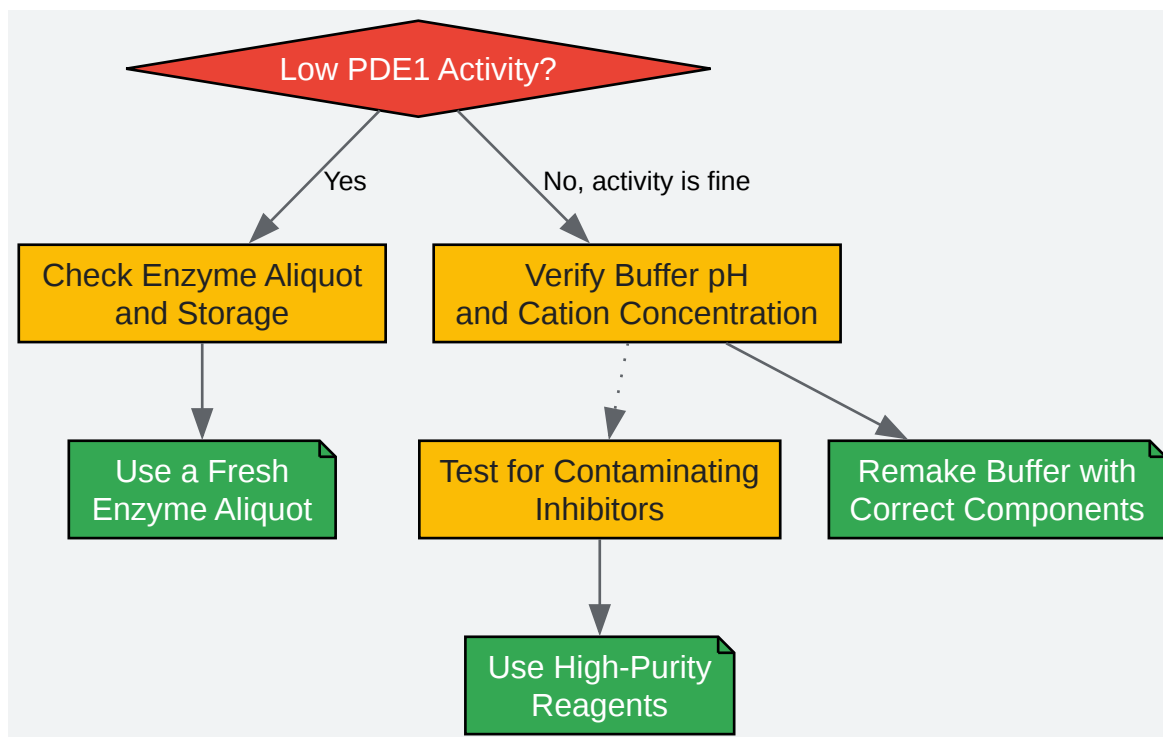 Low PDE1 Activity?
Yes
No, activity is fine
Check Enzyme Aliquot
and Storage
Verify Buffer pH
and Cation Concentration
Use a Fresh
Enzyme Aliquot
Test for Contaminating
Inhibitors
Remake Buffer with
Correct Components
Use High-Purity
Reagents